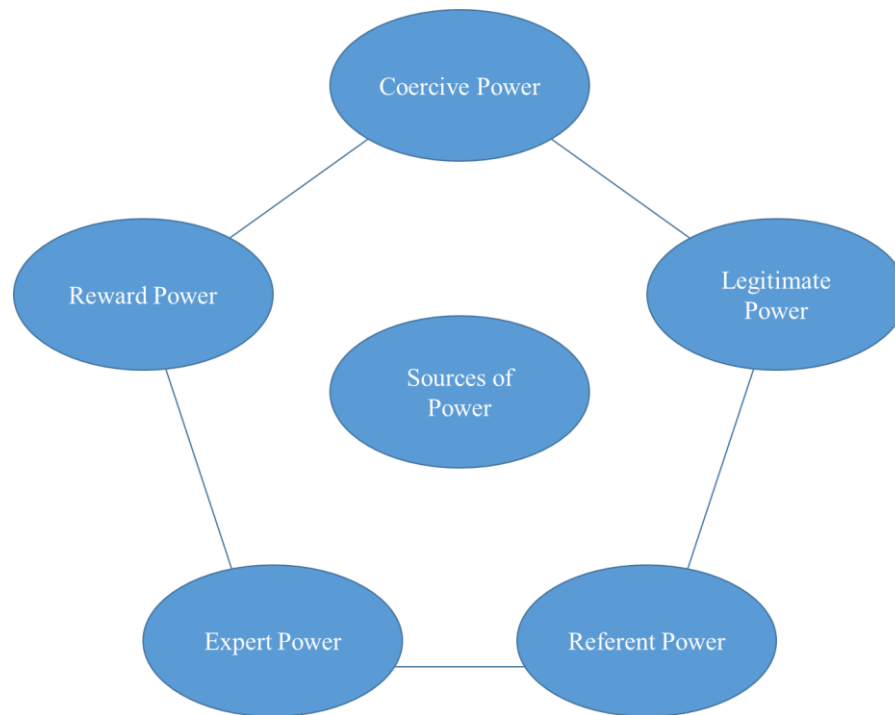 Coercive Power
Reward Power
Legitimate
Power
Sources of
Power
Expert Power
Referent Power